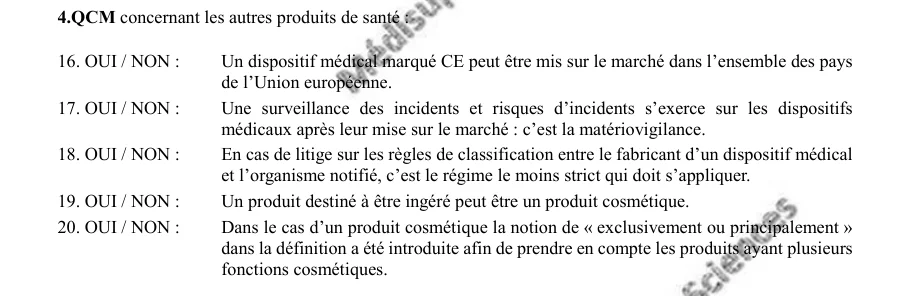 4.QCM concernant les autres produits de santé :
16. OUI / NON : Un dispositif médical marqué CE peut être mis sur le marché dans l’ensemble des pays
de l’Union européenne.
17. OUI / NON : Une surveillance des incidents et risques d’incidents s’exerce sur les dispositifs
médicaux après leur mise sur le marché : c’est la matériovigilance.
18. OUI / NON : En cas de litige sur les règles de classification entre le fabricant d’un dispositif médical
et l’organisme notifié, c’est le régime le moins strict qui doit s’appliquer.
19. OUI / NON : Un produit destiné à être ingéré peut être un produit cosmétique.
20. OUI / NON : Dans le cas d’un produit cosmétique la notion de « exclusivement ou principalement »
dans la définition a été introduite afin de prendre en compte les produits ayant plusieurs
fonctions cosmétiques.
Médisup
Sciences